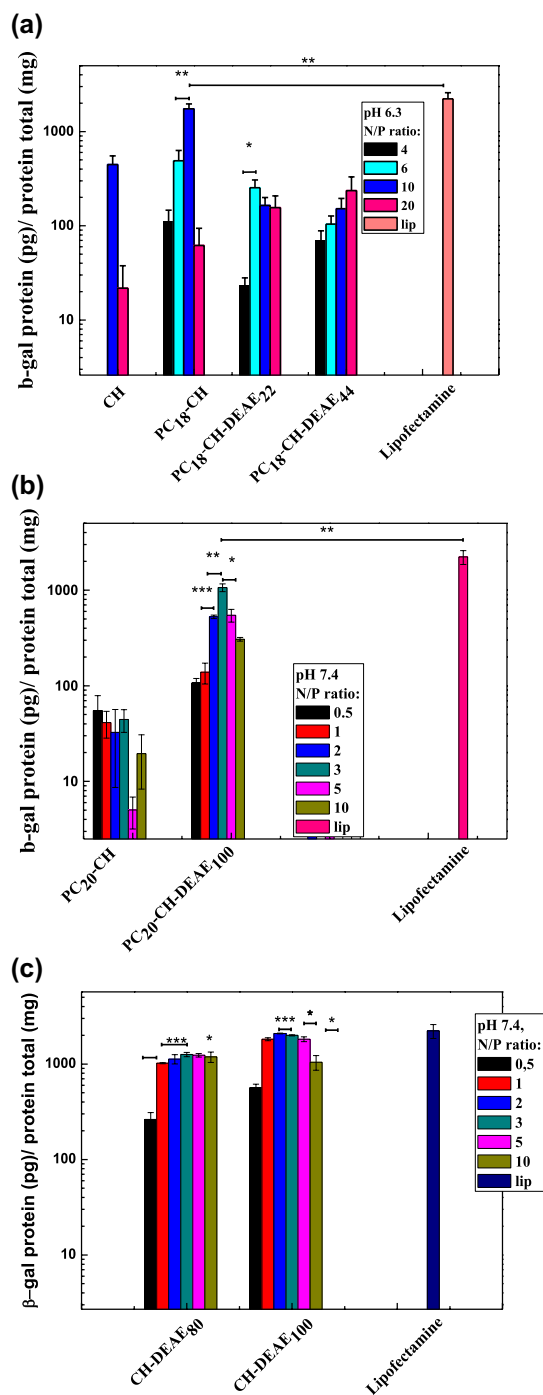 (a)
**
**
*
pH 6.3
N/P ratio:
4
6
10
20
lip
1000
100
10
b-gal protein (pg)/ protein total (mg)
CH
PC18-CH
PC18-CH-DEAE22
PC18-CH-DEAE44
Lipofectamine
(b)
**
**
*
***
pH 7.4
N/P ratio:
0.5
1
2
3
5
10
lip
1000
100
10
b-gal protein (pg)/ protein total (mg)
PC20-CH
PC20-CH-DEAE100
Lipofectamine
(c)
***
*
***
*
*
pH 7.4,
N/P ratio:
0,5
1
2
3
5
10
lip
1000
100
10
β–gal protein (pg)/ protein total (mg)
CH-DEAE80
CH-DEAE100
Lipofectamine